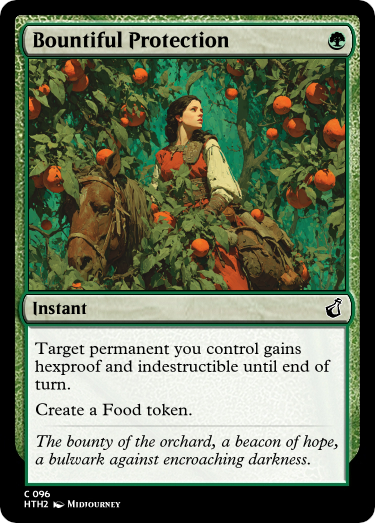 Bountiful Protection
Instant
Target permanent you control gains
hexproof and indestructible until end of
turn.
Create a Food token.
The bounty of the orchard, a beacon of hope,
a bulwark against encroaching darkness.
C 096
HTH2 Midjourney